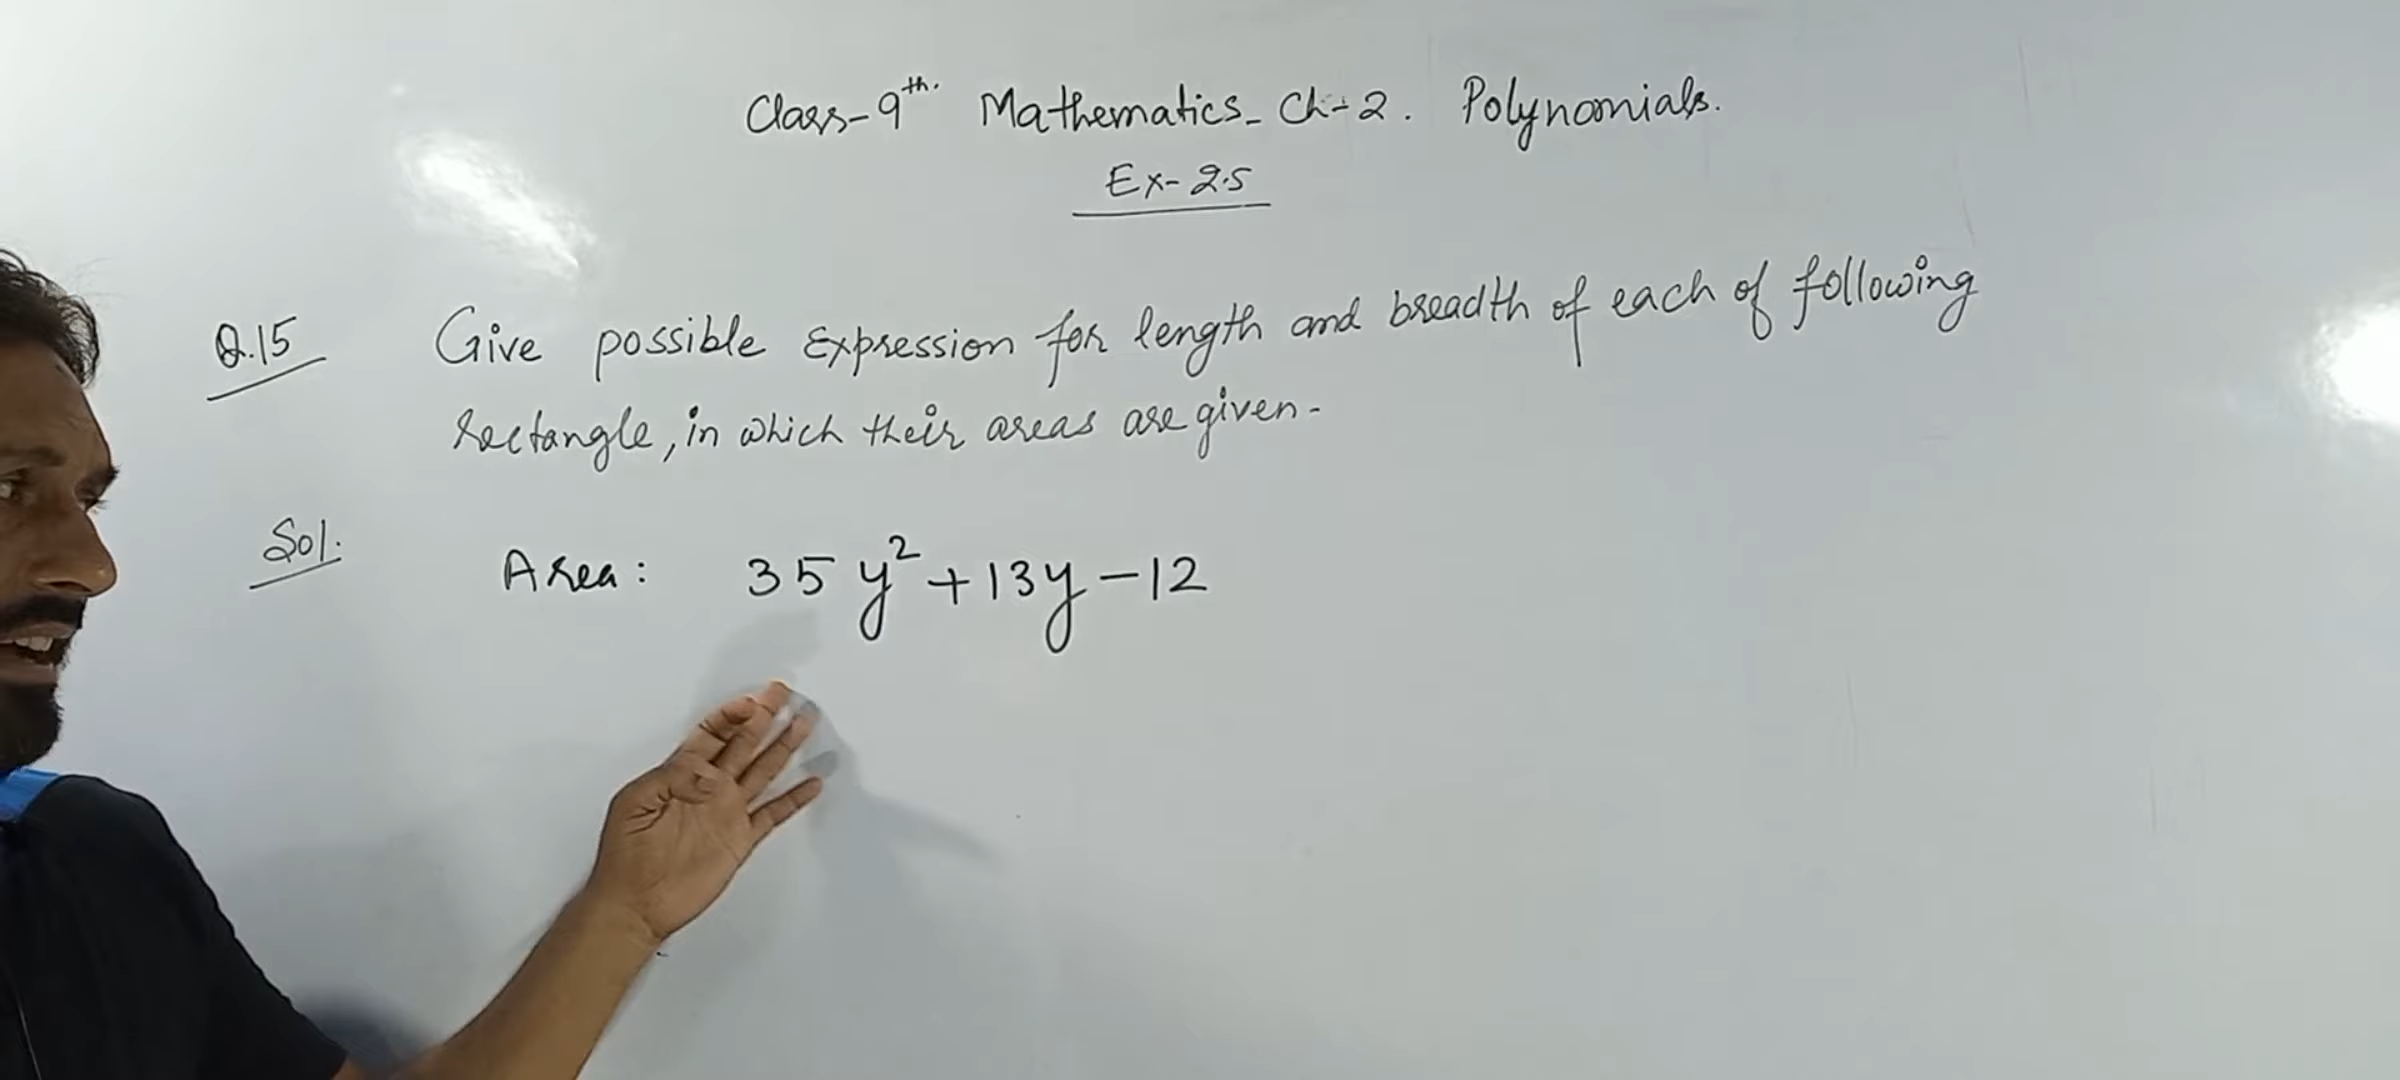 Class-9th. Mathematics- Ch-2. Polynomials.
Ex-2.5
Q.15 Give possible Expression for length and breadth of each of following
rectangle, in which their areas are given-
Sol. Area: 35y²+13y-12